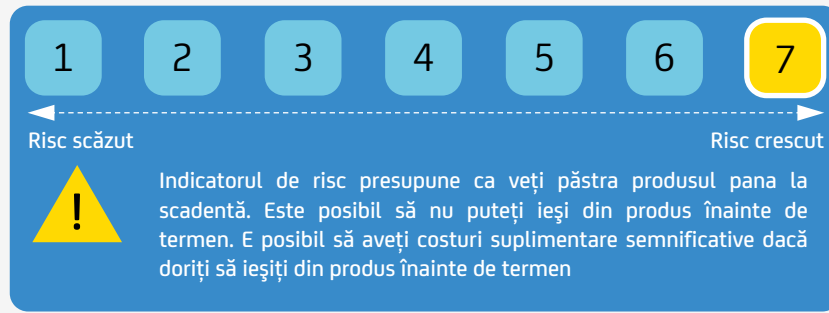 1 2 3 4 5 6 7
Risc scăzut Risc crescut
! Indicatorul de risc presupune ca veți păstra produsul pana la
scadentă. Este posibil să nu puteți ieşi din produs înainte de
termen. E posibil să aveți costuri suplimentare semnificative dacă
doriți să ieşiți din produs înainte de termen